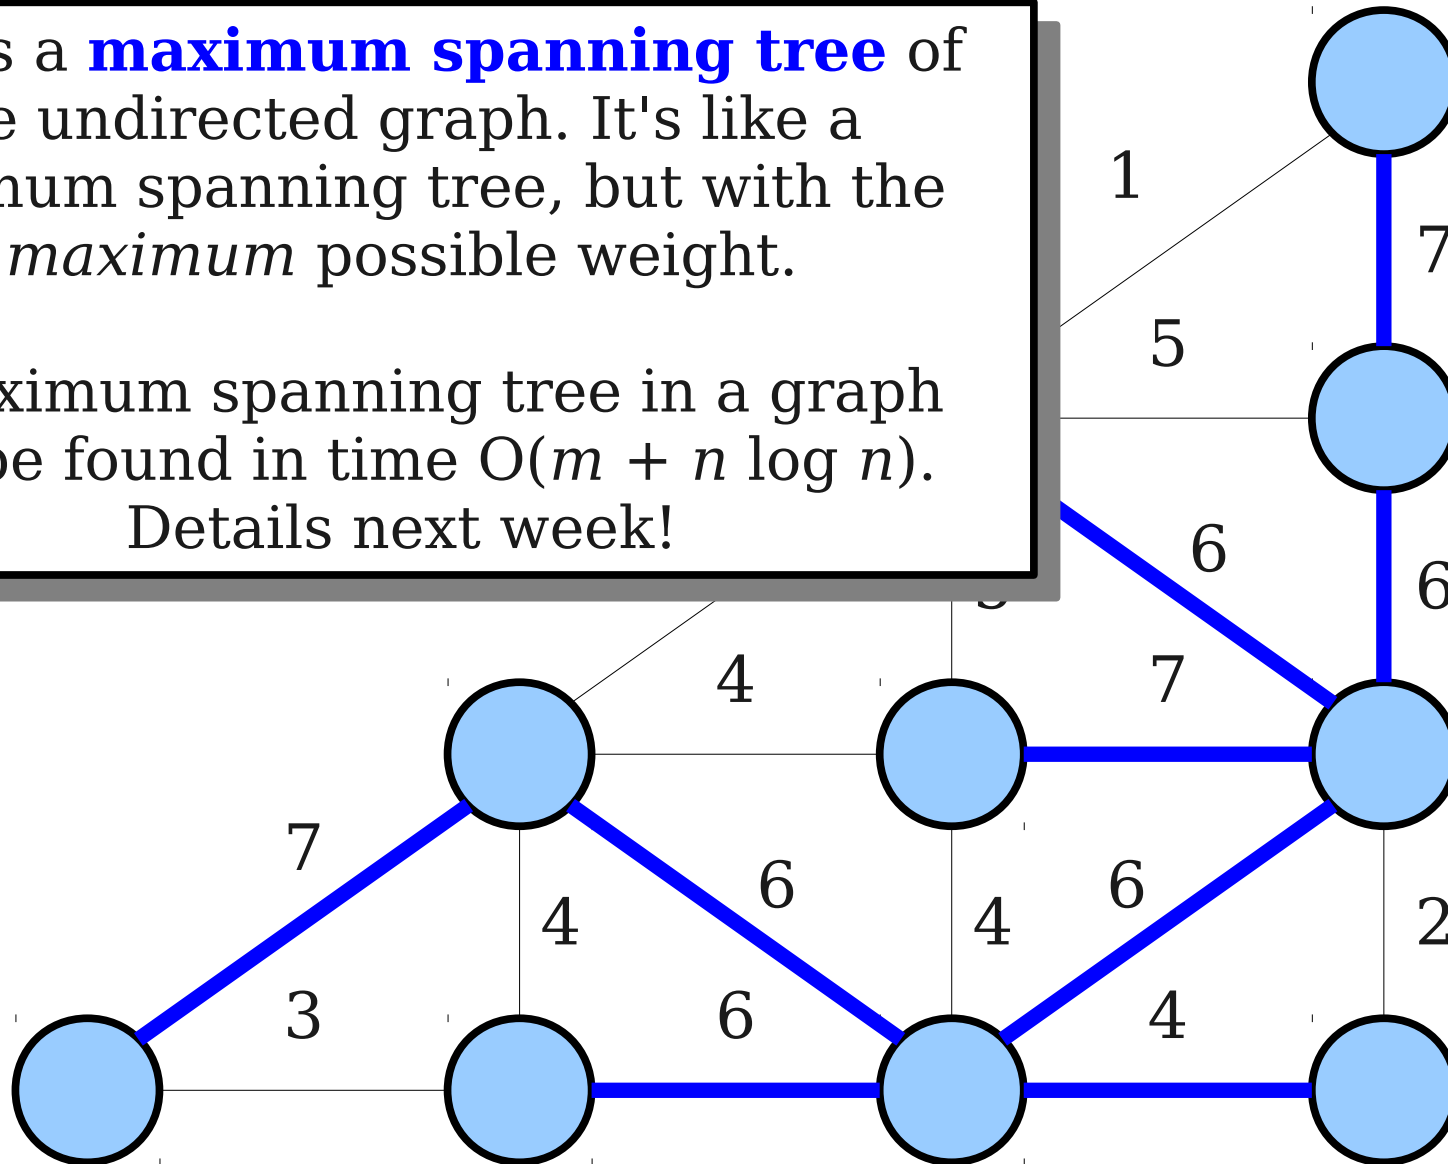 s a maximum spanning tree of
e undirected graph. It's like a
num spanning tree, but with the
maximum possible weight.
ximum spanning tree in a graph
be found in time O(m + n log n).
Details next week!
1
7
5
6
6
4
7
7
6
6
4
4
2
3
6
4